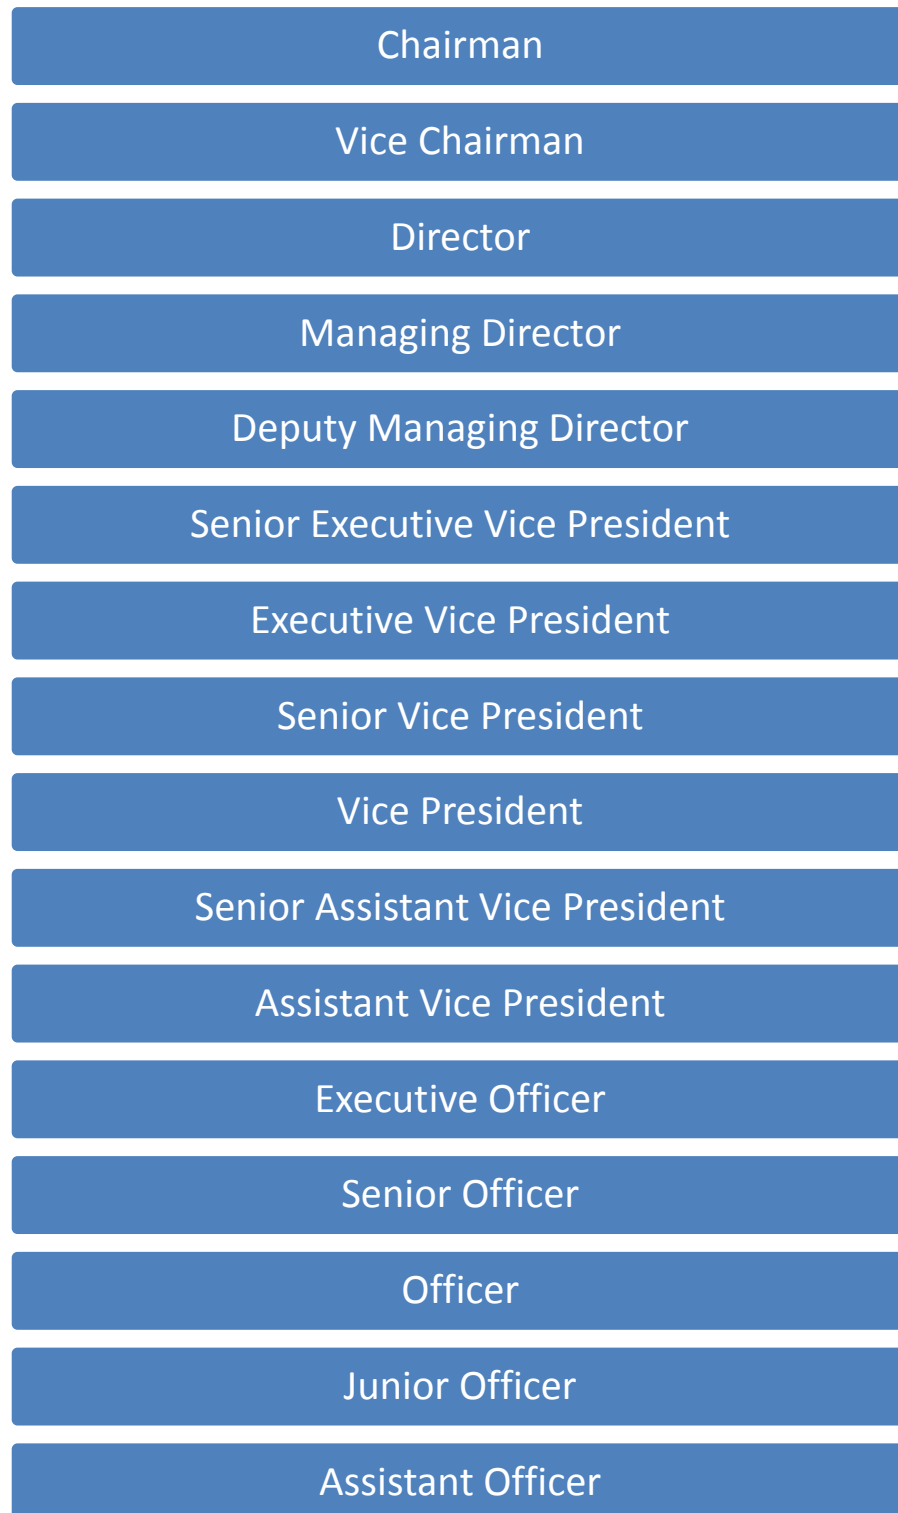 Chairman
Vice Chairman
Director
Managing Director
Deputy Managing Director
Senior Executive Vice President
Executive Vice President
Senior Vice President
Vice President
Senior Assistant Vice President
Assistant Vice President
Executive Officer
Senior Officer
Officer
Junior Officer
Assistant Officer